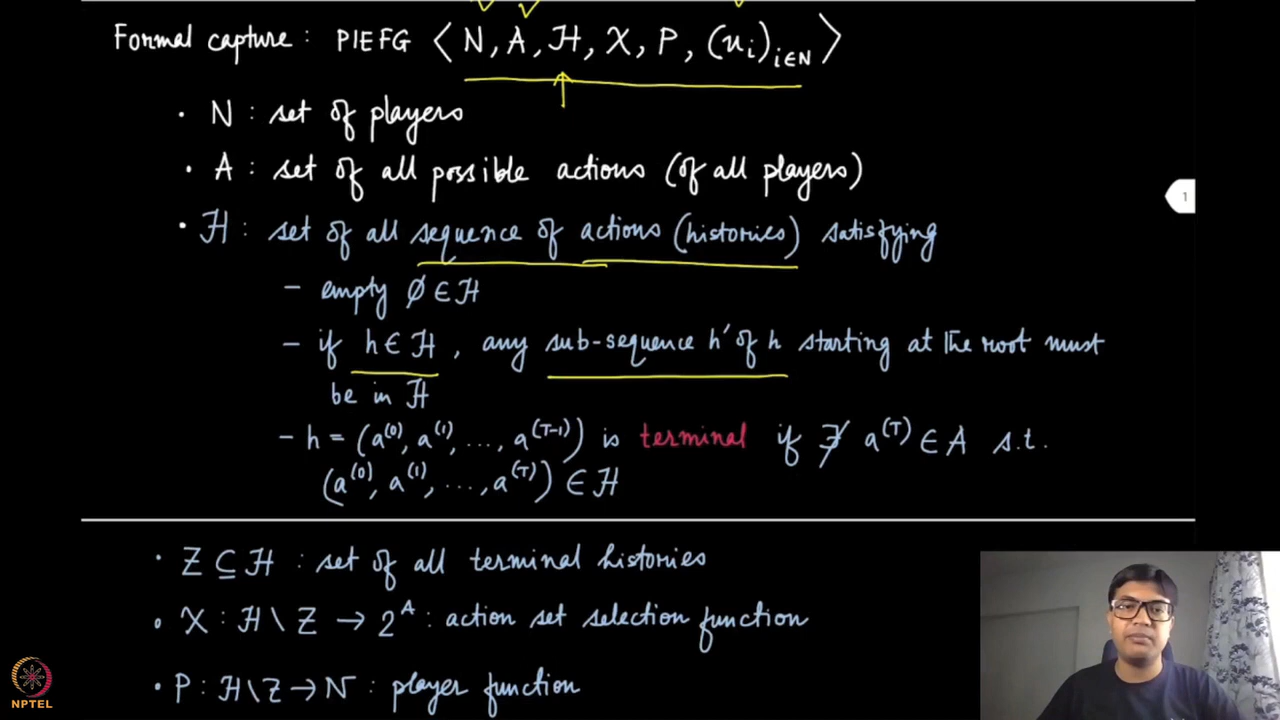 Formal capture : PIEFG ⟨ N, A, ℋ, X, P, (u_i)_{i∈N} ⟩
• N : set of players
• A : set of all possible actions (of all players)
• ℋ : set of all sequence of actions (histories) satisfying
– empty ∅ ∈ ℋ
– if h ∈ ℋ, any sub-sequence h' of h starting at the root must
be in ℋ
– h = (a^(0), a^(1), ..., a^(T-1)) is terminal if ∄ a^(T) ∈ A s.t.
(a^(0), a^(1), ..., a^(T)) ∈ ℋ
1
• Z ⊆ ℋ : set of all terminal histories
• X : ℋ \ Z → 2^A : action set selection function
• P : ℋ \ Z → N : player function
NPTEL